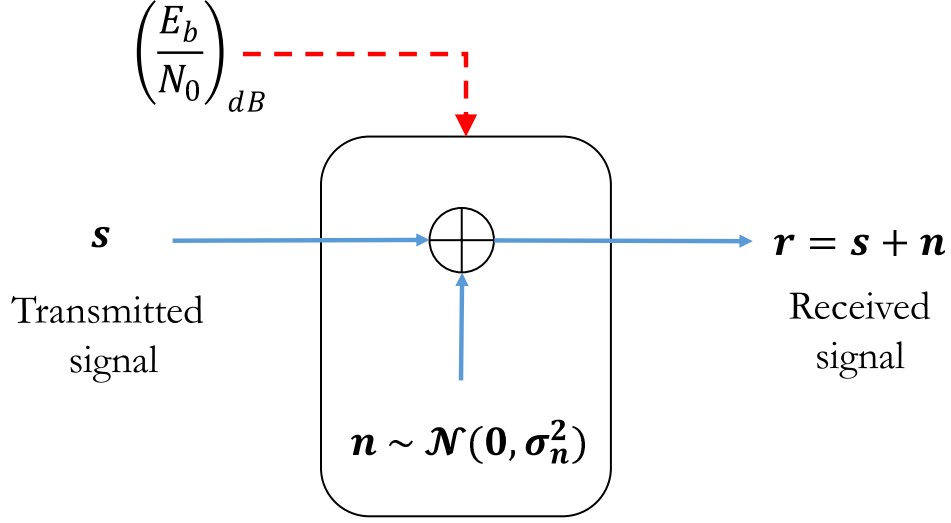 (E_b/N_0)_dB
s
r = s + n
Transmitted
signal
Received
signal
n ~ 𝒩(0, σ_n^2)